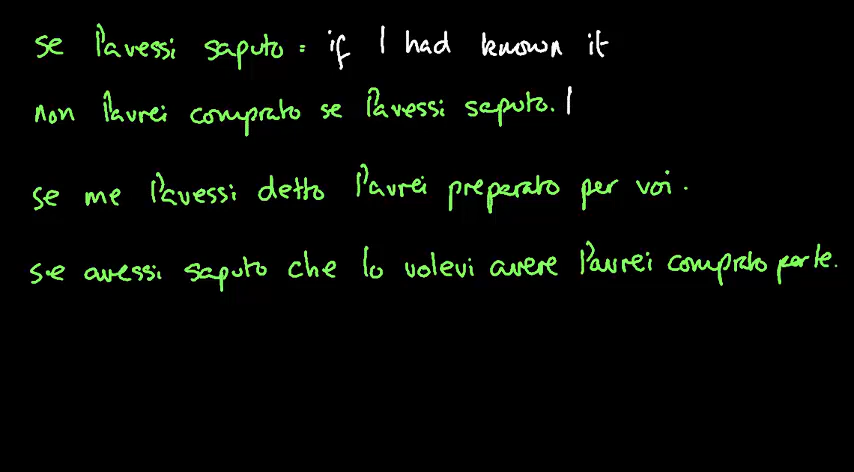 se l'avessi saputo = if I had known it
non l'avrei comprato se l'avessi saputo. I
se me l'avessi detto l'avrei preparato per voi.
se avessi saputo che lo volevi avere l'avrei comprato per te.